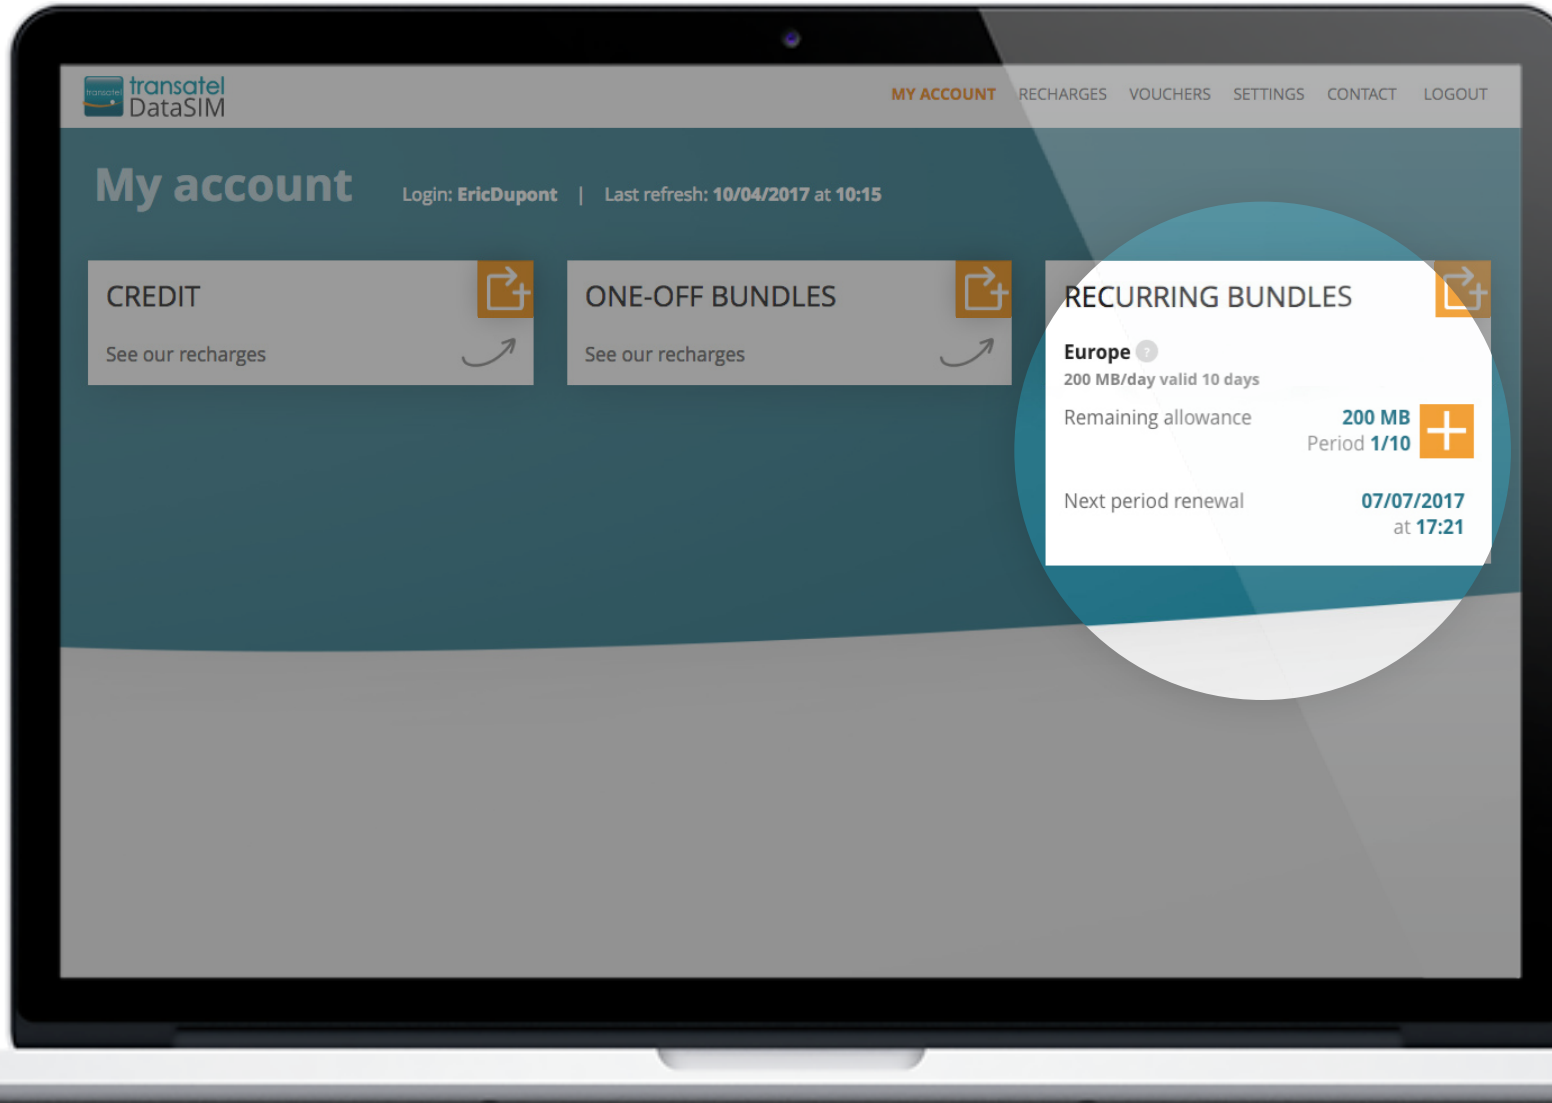 transatel
transatel
DataSIM
MY ACCOUNT RECHARGES VOUCHERS SETTINGS CONTACT LOGOUT
My account Login: EricDupont | Last refresh: 10/04/2017 at 10:15
CREDIT
See our recharges
ONE-OFF BUNDLES
See our recharges
RECURRING BUNDLES
Europe ?
200 MB/day valid 10 days
Remaining allowance 200 MB
Period 1/10
Next period renewal 07/07/2017
at 17:21